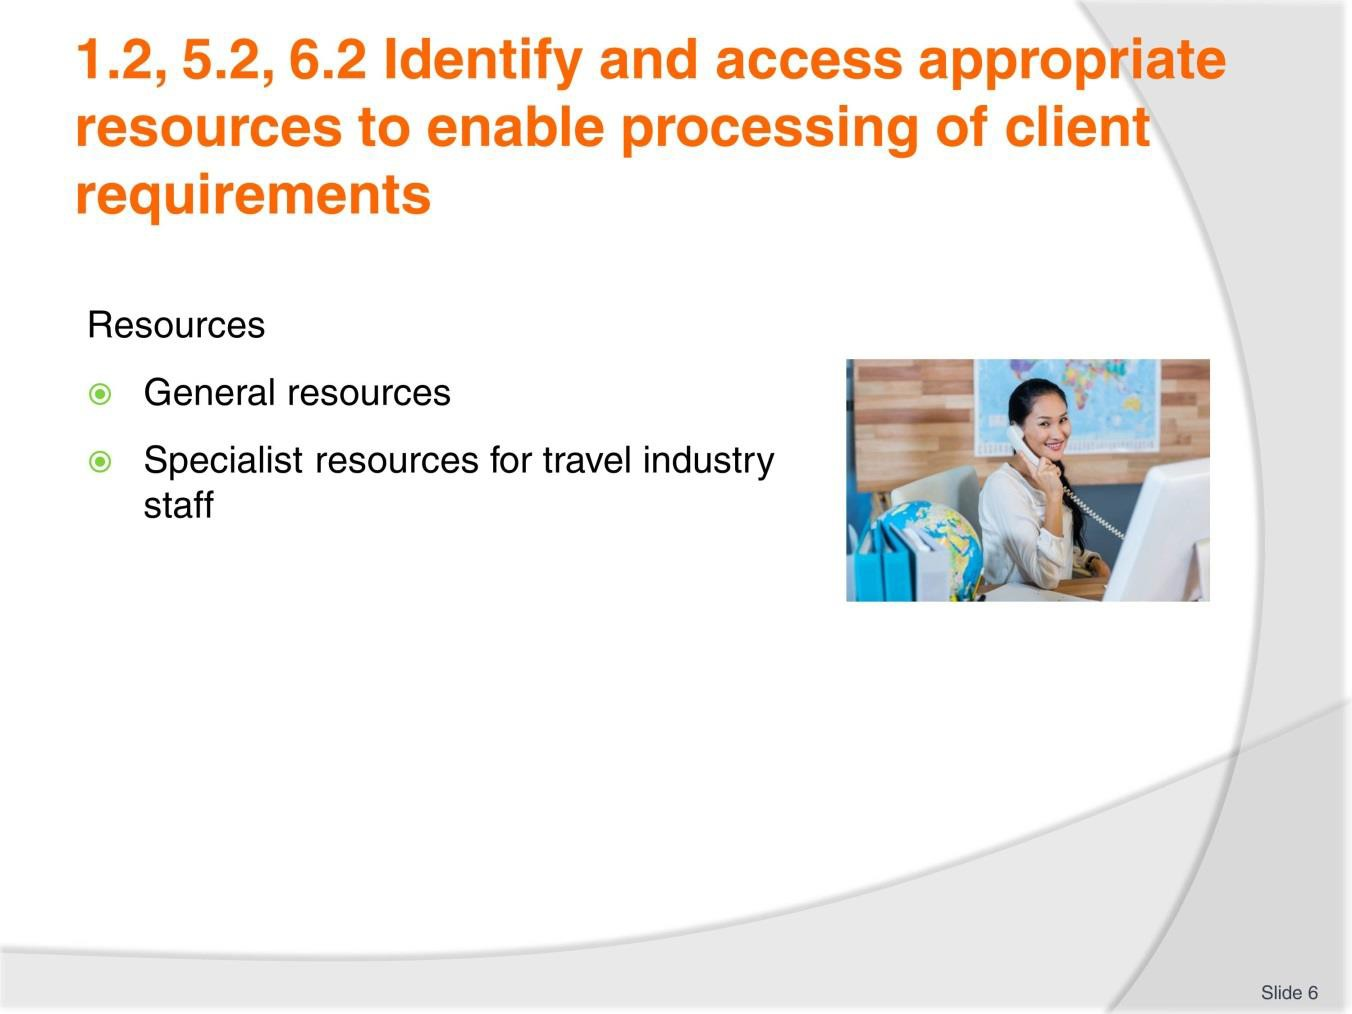 1.2, 5.2, 6.2 Identify and access appropriate
resources to enable processing of client
requirements
Resources
General resources
Specialist resources for travel industry
staff
Slide 6